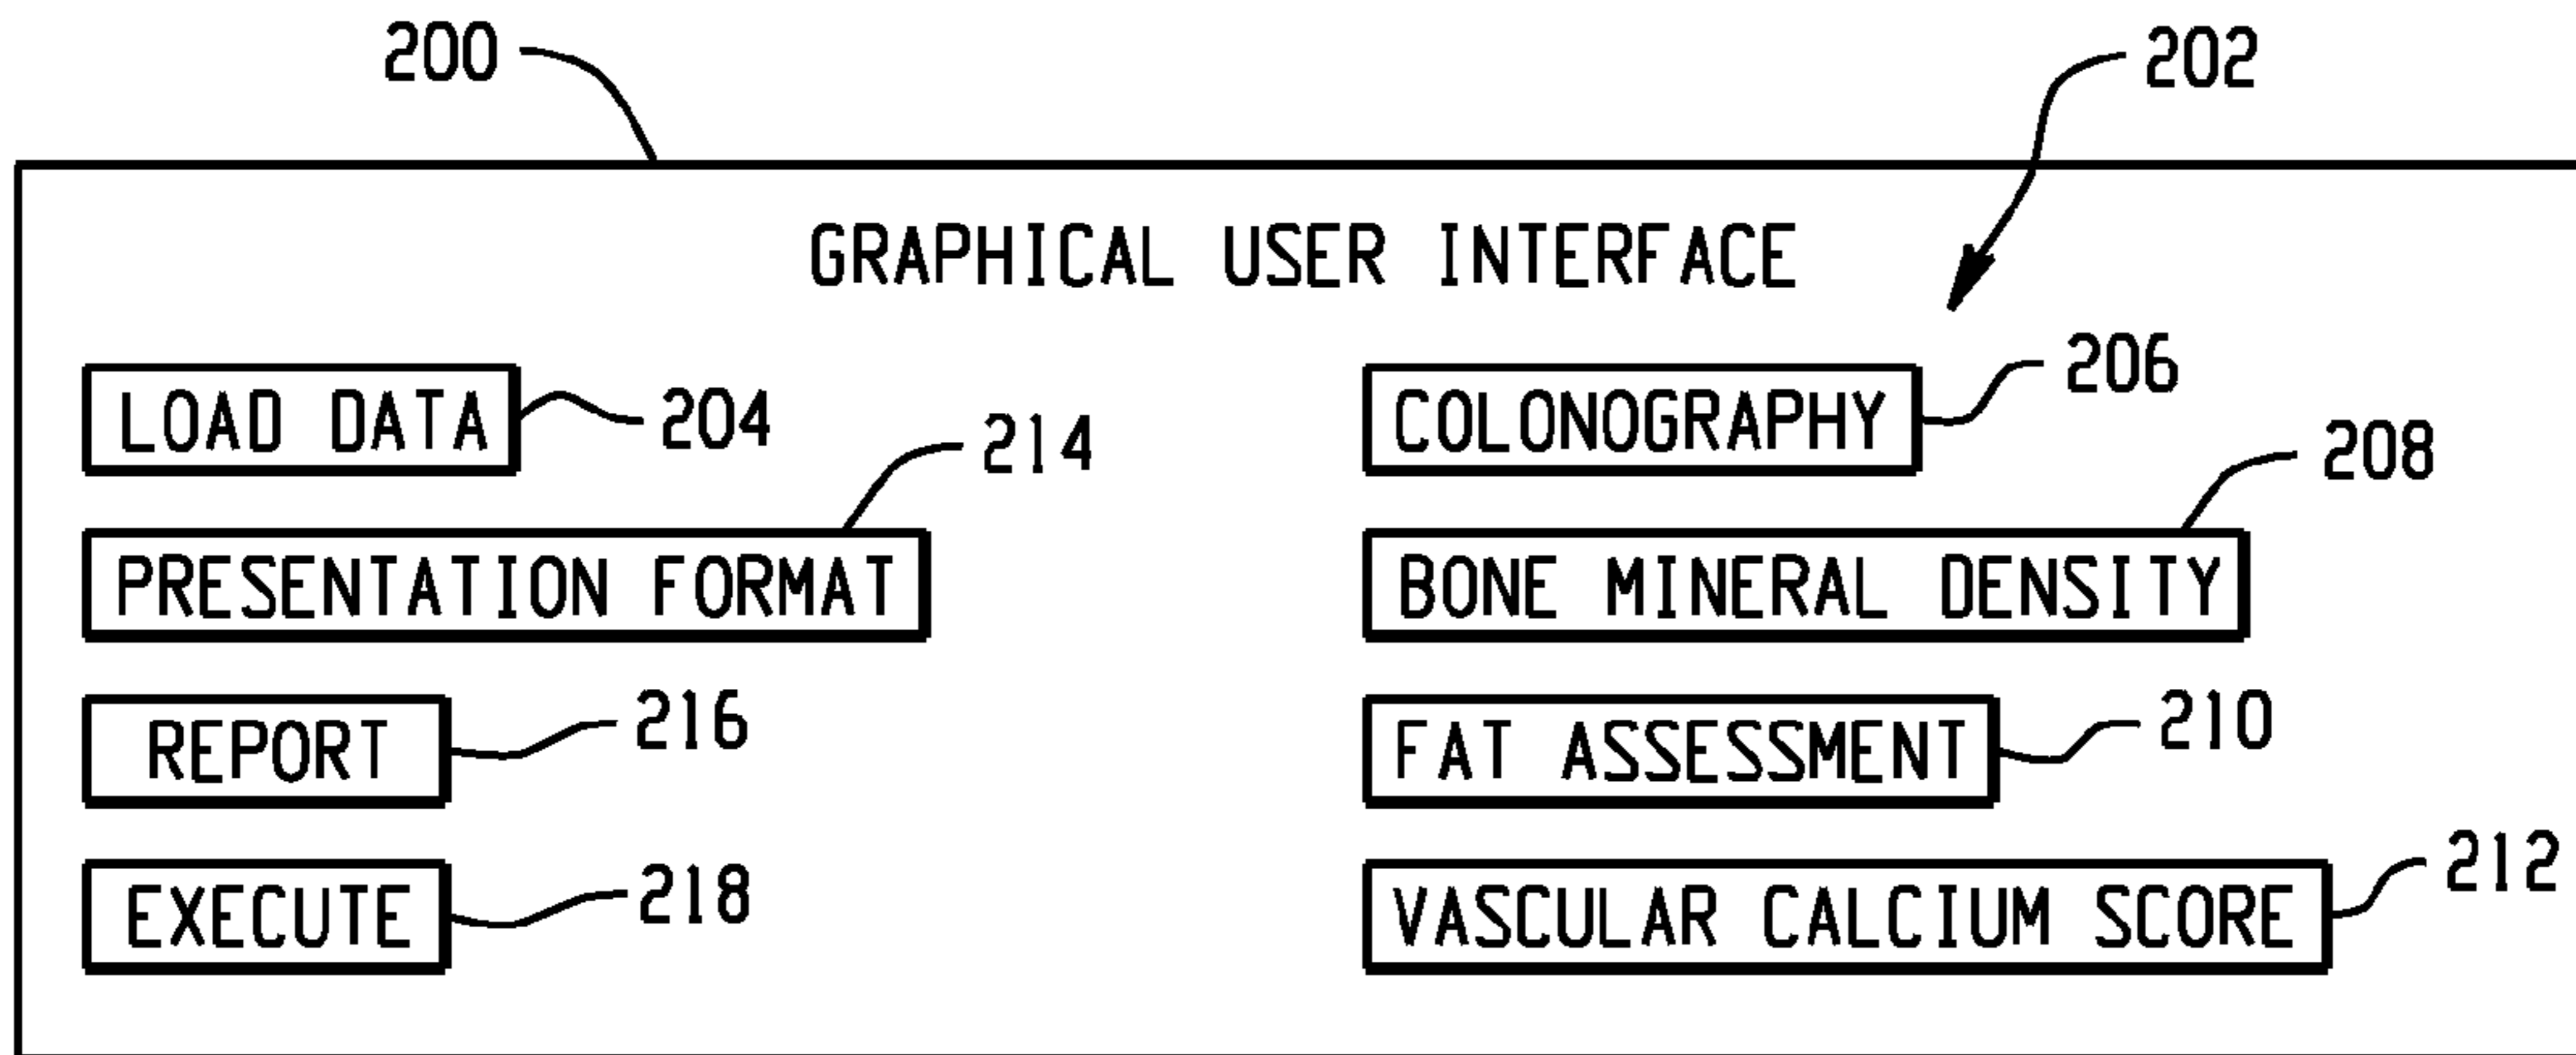 200
202
GRAPHICAL USER INTERFACE
LOAD DATA 204
COLONOGRAPHY 206
PRESENTATION FORMAT 214
BONE MINERAL DENSITY 208
REPORT 216
FAT ASSESSMENT 210
EXECUTE 218
VASCULAR CALCIUM SCORE 212